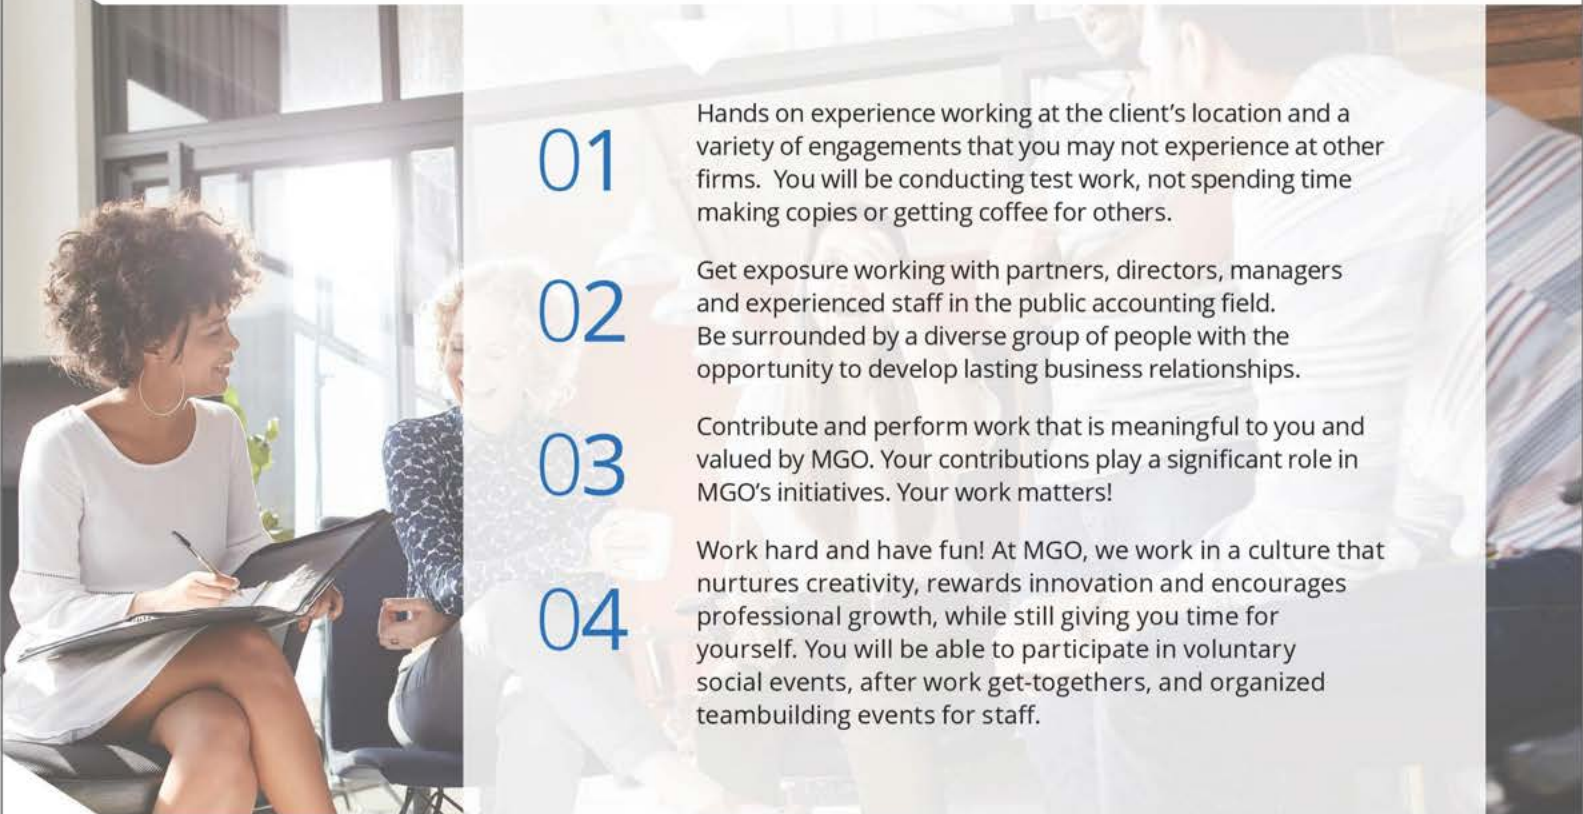 01
Hands on experience working at the client's location and a
variety of engagements that you may not experience at other
firms.  You will be conducting test work, not spending time
making copies or getting coffee for others.
02
Get exposure working with partners, directors, managers
and experienced staff in the public accounting field.
Be surrounded by a diverse group of people with the
opportunity to develop lasting business relationships.
03
Contribute and perform work that is meaningful to you and
valued by MGO. Your contributions play a significant role in
MGO's initiatives. Your work matters!
04
Work hard and have fun! At MGO, we work in a culture that
nurtures creativity, rewards innovation and encourages
professional growth, while still giving you time for
yourself. You will be able to participate in voluntary
social events, after work get-togethers, and organized
teambuilding events for staff.